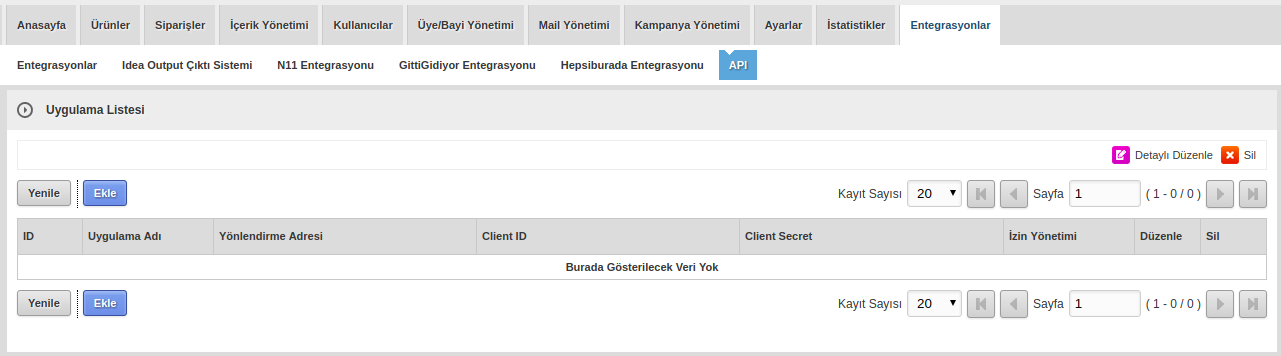 Anasayfa Ürünler Siparişler İçerik Yönetimi Kullanıcılar Üye/Bayi Yönetimi Mail Yönetimi Kampanya Yönetimi Ayarlar İstatistikler Entegrasyonlar
Entegrasyonlar Idea Output Çıktı Sistemi N11 Entegrasyonu GittiGidiyor Entegrasyonu Hepsiburada Entegrasyonu API
Uygulama Listesi
Detaylı Düzenle Sil
Yenile Ekle Kayıt Sayısı 20 Sayfa 1 ( 1 - 0 / 0 )
ID Uygulama Adı Yönlendirme Adresi Client ID Client Secret İzin Yönetimi Düzenle Sil
Burada Gösterilecek Veri Yok
Yenile Ekle Kayıt Sayısı 20 Sayfa 1 ( 1 - 0 / 0 )